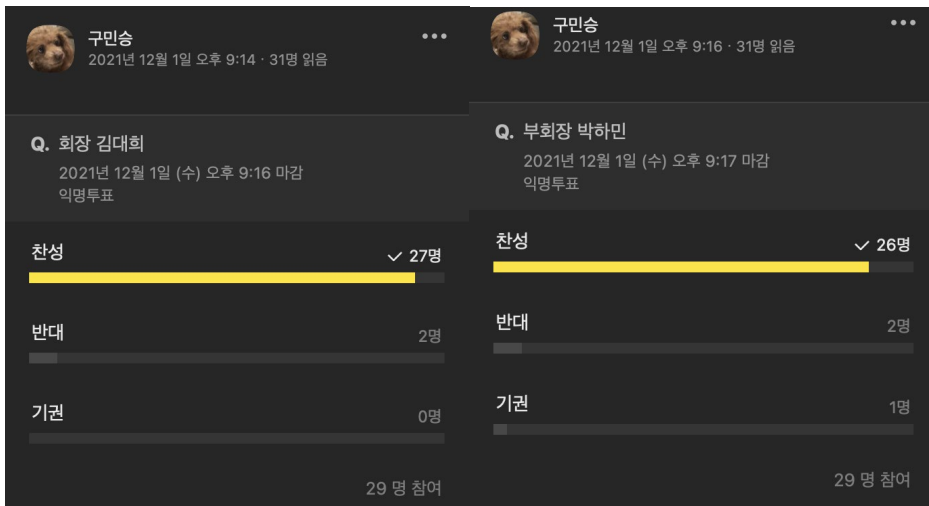 구민승
2021년 12월 1일 오후 9:14 · 31명 읽음
Q. 회장 김대희
2021년 12월 1일 (수) 오후 9:16 마감
익명투표
찬성
27명
반대
2명
기권
0명
29 명 참여
구민승
2021년 12월 1일 오후 9:16 · 31명 읽음
Q. 부회장 박하민
2021년 12월 1일 (수) 오후 9:17 마감
익명투표
찬성
26명
반대
2명
기권
1명
29 명 참여